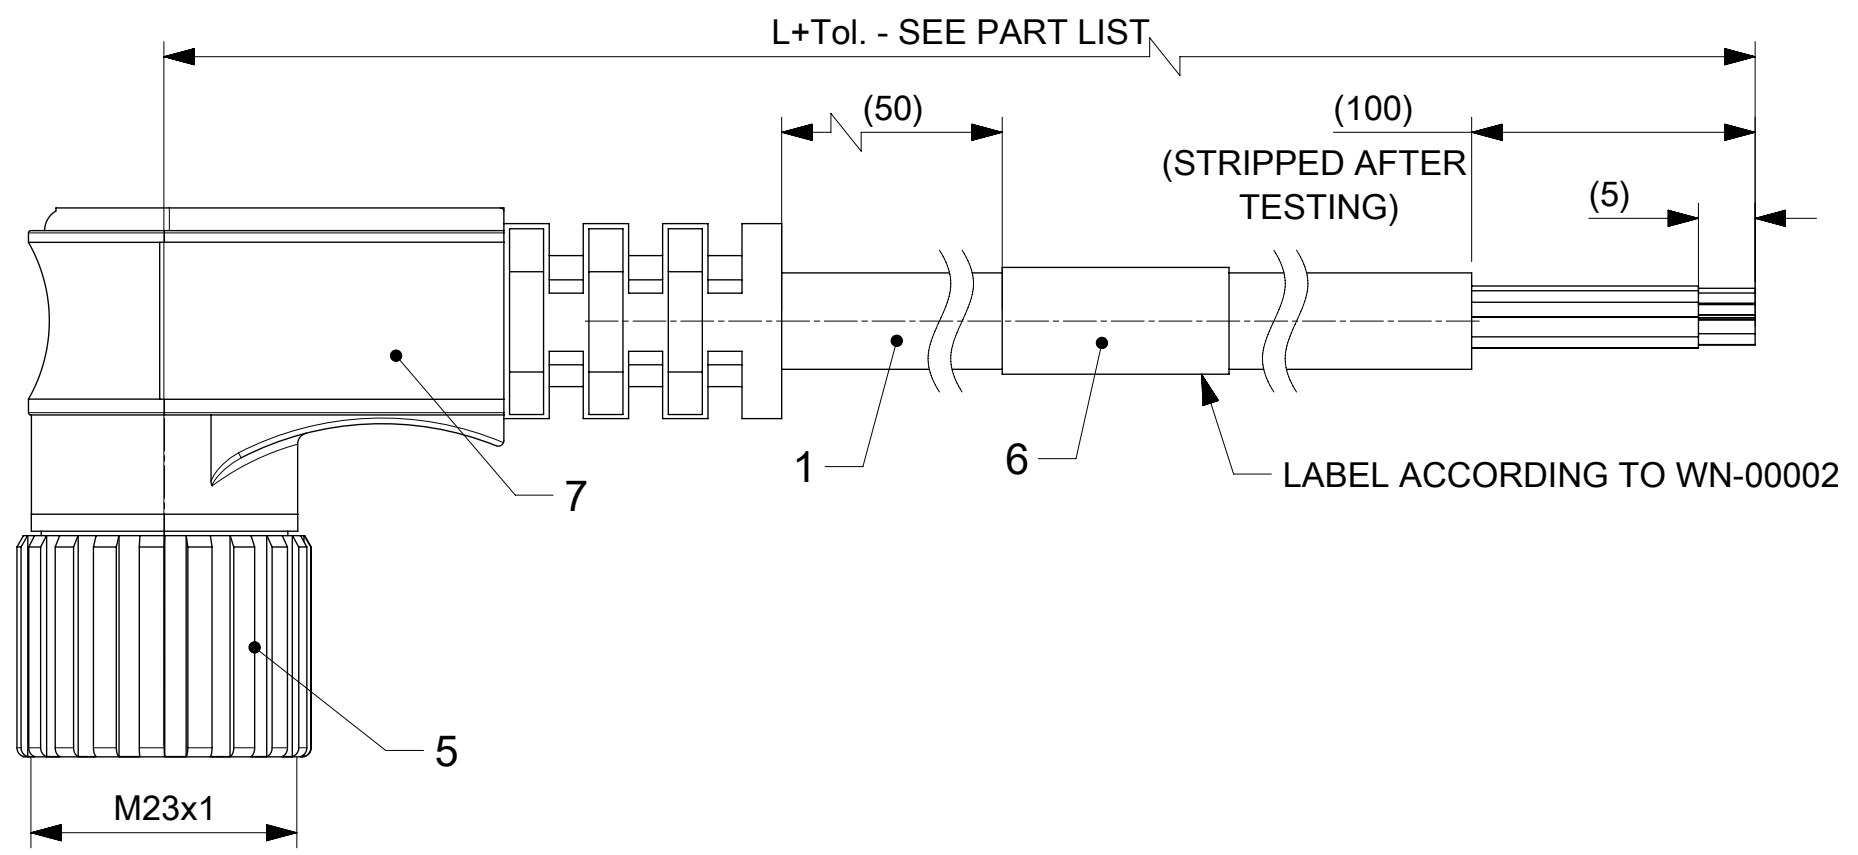 L+Tol. - SEE PART LIST
(50)
(100)
(STRIPPED AFTER
TESTING)
(5)
1
6
LABEL ACCORDING TO WN-00002
7
5
M23x1